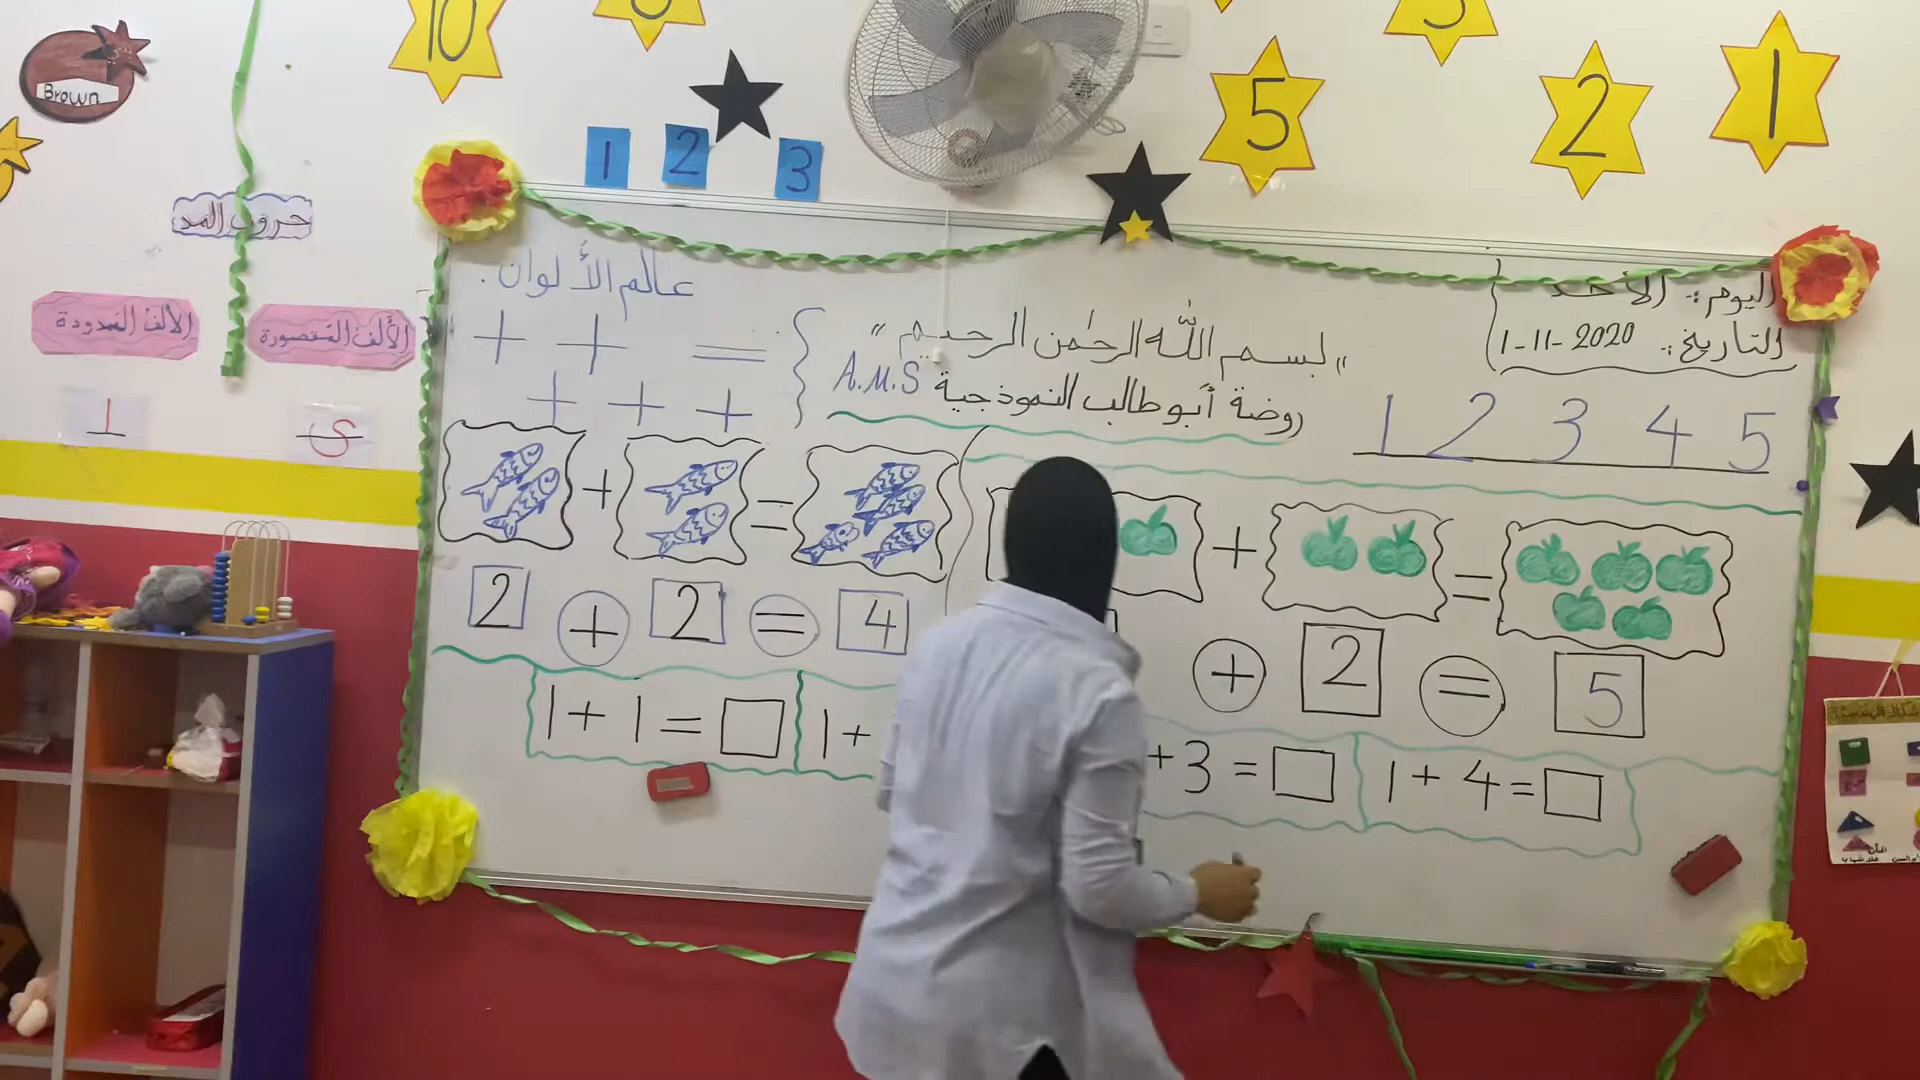 10
5
2
1
Brown
1
2
3
حروف المد
الألف الممدودة
الألف المقصورة
ا
ى
عالم الألوان .
+ + =
+ + +
" بسم الله الرحمن الرحيم "
روضة أبو طالب النموذجية A.M.S
اليوم :- الأحد
التاريخ :- 1-11-2020
1 2 3 4 5
+ =
2 + 2 = 4
+ =
+ 2 = 5
1 + 1 =
1 +
+ 3 =
1 + 4 =